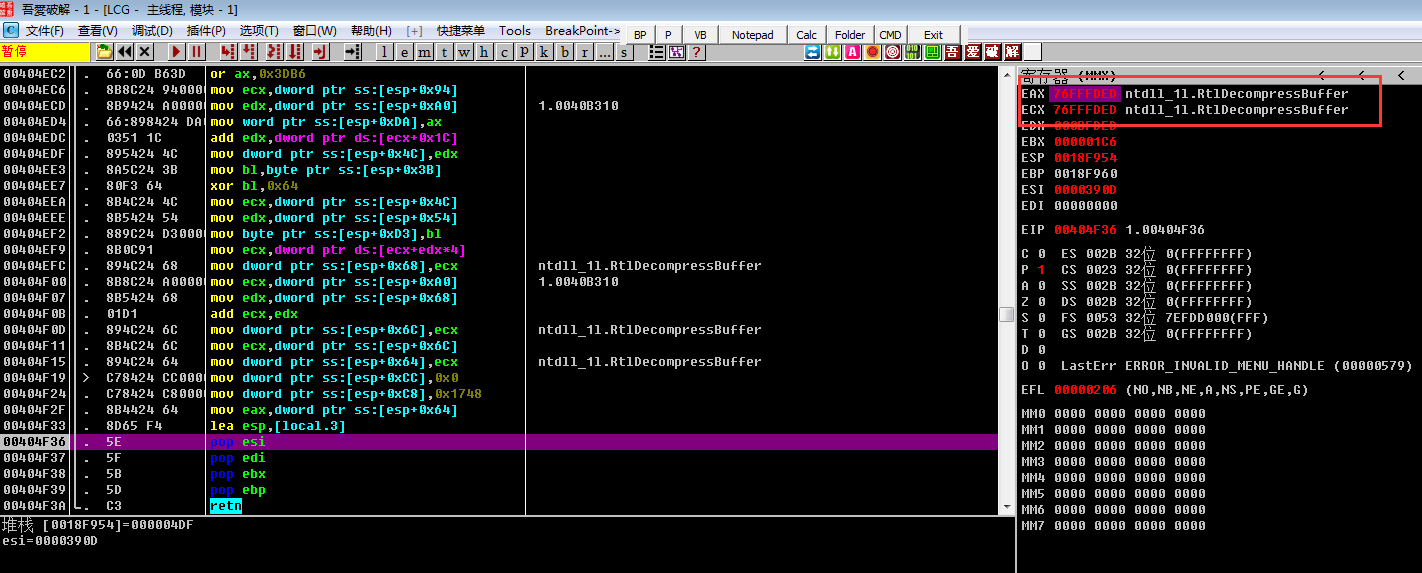 吾愛破解 - 1 - [LCG - 主线程, 模块 - 1]
文件(F) 查看(V) 调试(D) 插件(P) 选项(T) 窗口(W) 帮助(H) [+] 快捷菜单 Tools BreakPoint-> BP P VB Notepad Calc Folder CMD Exit
暂停 l e m t w h c p k b r ... s ? A 吾 爱 破 解
00404EC2 . 66:0D B63D or ax,0x3DB6
00404EC6 . 8B8C24 94000 mov ecx,dword ptr ss:[esp+0x94]
00404ECD . 8B9424 A0000 mov edx,dword ptr ss:[esp+0xA0] 1.0040B310
00404ED4 . 66:898424 DA mov word ptr ss:[esp+0xDA],ax
00404EDC . 0351 1C add edx,dword ptr ds:[ecx+0x1C]
00404EDF . 895424 4C mov dword ptr ss:[esp+0x4C],edx
00404EE3 . 8A5C24 3B mov bl,byte ptr ss:[esp+0x3B]
00404EE7 . 80F3 64 xor bl,0x64
00404EEA . 8B4C24 4C mov ecx,dword ptr ss:[esp+0x4C]
00404EEE . 8B5424 54 mov edx,dword ptr ss:[esp+0x54]
00404EF2 . 889C24 D3000 mov byte ptr ss:[esp+0xD3],bl
00404EF9 . 8B0C91 mov ecx,dword ptr ds:[ecx+edx*4]
00404EFC . 894C24 68 mov dword ptr ss:[esp+0x68],ecx ntdll_1l.RtlDecompressBuffer
00404F00 . 8B8C24 A0000 mov ecx,dword ptr ss:[esp+0xA0] 1.0040B310
00404F07 . 8B5424 68 mov edx,dword ptr ss:[esp+0x68]
00404F0B . 01D1 add ecx,edx
00404F0D . 894C24 6C mov dword ptr ss:[esp+0x6C],ecx ntdll_1l.RtlDecompressBuffer
00404F11 . 8B4C24 6C mov ecx,dword ptr ss:[esp+0x6C]
00404F15 . 894C24 64 mov dword ptr ss:[esp+0x64],ecx ntdll_1l.RtlDecompressBuffer
00404F19 > C78424 CC000 mov dword ptr ss:[esp+0xCC],0x0
00404F24 . C78424 C8000 mov dword ptr ss:[esp+0xC8],0x1748
00404F2F . 8B4424 64 mov eax,dword ptr ss:[esp+0x64]
00404F33 . 8D65 F4 lea esp,[local.3]
00404F36 . 5E pop esi
00404F37 . 5F pop edi
00404F38 . 5B pop ebx
00404F39 . 5D pop ebp
00404F3A . C3 retn
堆栈 [0018F954]=000004DF
esi=0000390D
寄存器 (MMX) < < <
EAX 76FFFDED ntdll_1l.RtlDecompressBuffer
ECX 76FFFDED ntdll_1l.RtlDecompressBuffer
EDX 000BFDED
EBX 000001C6
ESP 0018F954
EBP 0018F960
ESI 0000390D
EDI 00000000
EIP 00404F36 1.00404F36
C 0 ES 002B 32位 0(FFFFFFFF)
P 1 CS 0023 32位 0(FFFFFFFF)
A 0 SS 002B 32位 0(FFFFFFFF)
Z 0 DS 002B 32位 0(FFFFFFFF)
S 0 FS 0053 32位 7EFDD000(FFF)
T 0 GS 002B 32位 0(FFFFFFFF)
D 0
O 0 LastErr ERROR_INVALID_MENU_HANDLE (00000579)
EFL 00000206 (NO,NB,NE,A,NS,PE,GE,G)
MM0 0000 0000 0000 0000
MM1 0000 0000 0000 0000
MM2 0000 0000 0000 0000
MM3 0000 0000 0000 0000
MM4 0000 0000 0000 0000
MM5 0000 0000 0000 0000
MM6 0000 0000 0000 0000
MM7 0000 0000 0000 0000